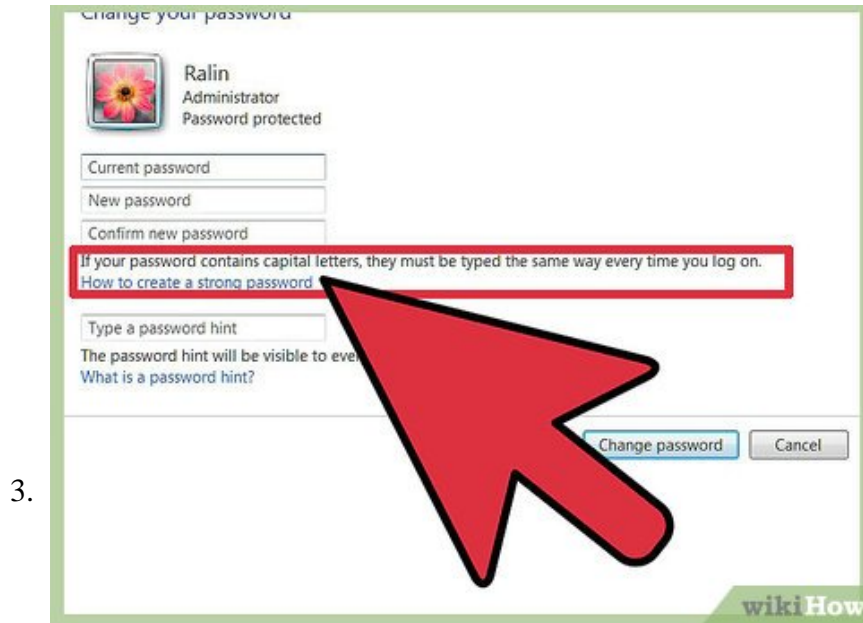 Change your password
Ralin
Administrator
Password protected
Current password
New password
Confirm new password
If your password contains capital letters, they must be typed the same way every time you log on.
How to create a strong password
Type a password hint
The password hint will be visible to
What is a password hint?
Change password
Cancel
3.
wikiHow